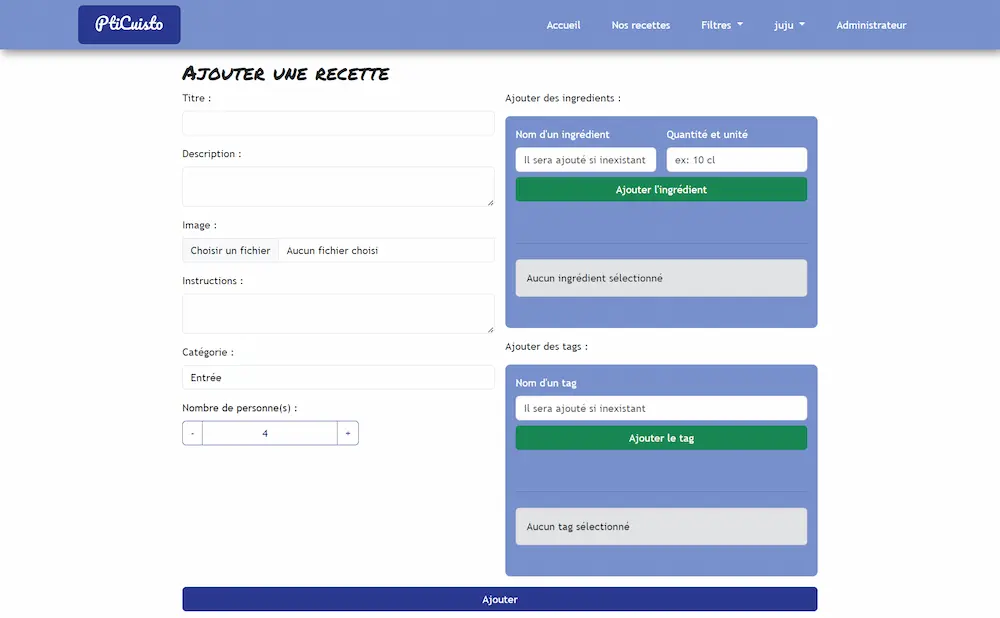 PtiCuisto
Accueil
Nos recettes
Filtres
juju
Administrateur
Ajouter une recette
Titre :
Description :
Image :
Choisir un fichier
Aucun fichier choisi
Instructions :
Catégorie :
Entrée
Nombre de personne(s) :
- 4 +
Ajouter des ingredients :
Nom d'un ingrédient
Quantité et unité
Il sera ajouté si inexistant
ex: 10 cl
Ajouter l'ingrédient
Aucun ingrédient sélectionné
Ajouter des tags :
Nom d'un tag
Il sera ajouté si inexistant
Ajouter le tag
Aucun tag sélectionné
Ajouter